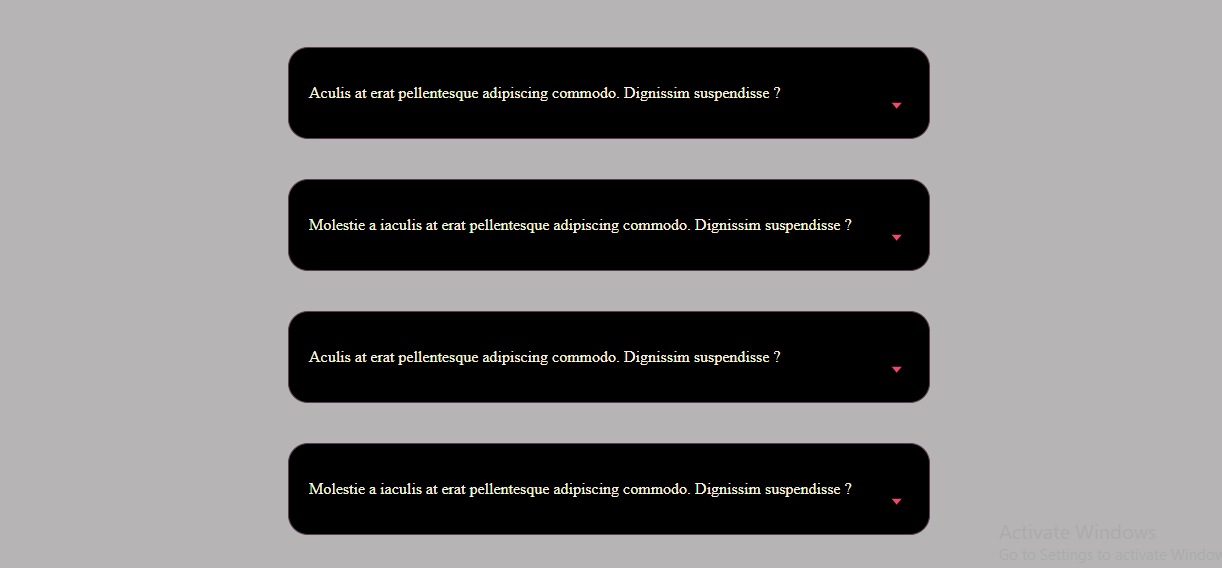 Aculis at erat pellentesque adipiscing commodo. Dignissim suspendisse ?
Molestie a iaculis at erat pellentesque adipiscing commodo. Dignissim suspendisse ?
Aculis at erat pellentesque adipiscing commodo. Dignissim suspendisse ?
Molestie a iaculis at erat pellentesque adipiscing commodo. Dignissim suspendisse ?
Activate Windows
Go to Settings to activate Window